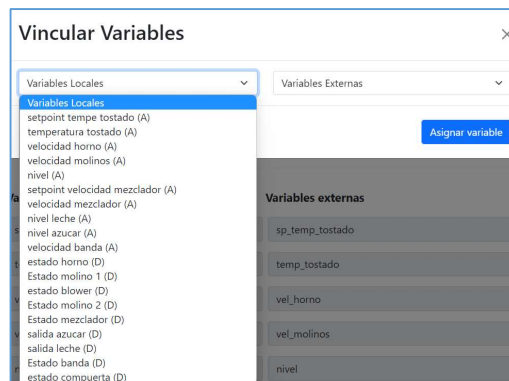 Vincular Variables
Variables Locales
Variables Externas
Variables Locales
setpoint tempe tostado (A)
temperatura tostado (A)
velocidad horno (A)
velocidad molinos (A)
nivel (A)
setpoint velocidad mezclador (A)
velocidad mezclador (A)
nivel leche (A)
nivel azucar (A)
velocidad banda (A)
estado horno (D)
Estado molino 1 (D)
estado blower (D)
Estado molino 2 (D)
Estado mezclador (D)
salida azucar (D)
salida leche (D)
Estado banda (D)
estado compuerta (D)
Asignar variable
Variables externas
sp_temp_tostado
temp_tostado
vel_horno
vel_molinos
nivel